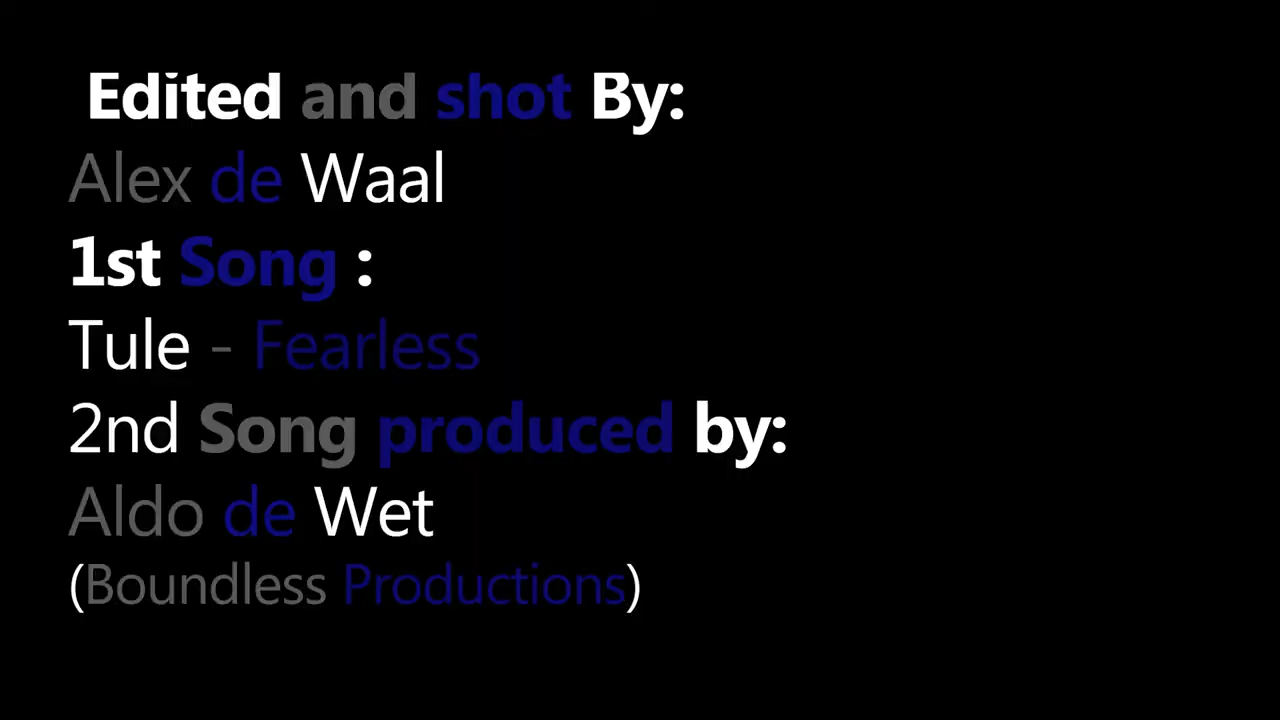 Edited and shot By:
Alex de Waal
1st Song :
Tule - Fearless
2nd Song produced by:
Aldo de Wet
(Boundless Productions)